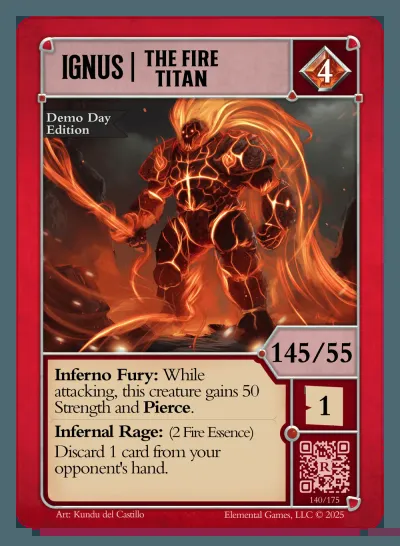 IGNUS | THE FIRE
TITAN
4
Demo Day
Edition
145/55
Inferno Fury: While
attacking, this creature gains 50
Strength and Pierce.
Infernal Rage: (2 Fire Essence)
Discard 1 card from your
opponent's hand.
1
R
140/175
Art: Kundu del Castillo
Elemental Games, LLC © 2025